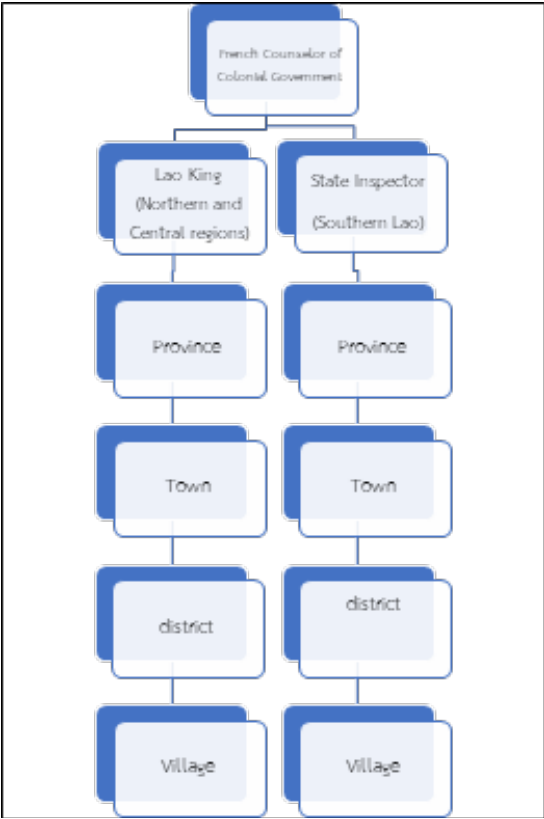 French Counselor of
Colonial Government
Lao King
(Northern and
Central regions)
State Inspector
(Southern Lao)
Province
Province
Town
Town
district
district
Village
Village